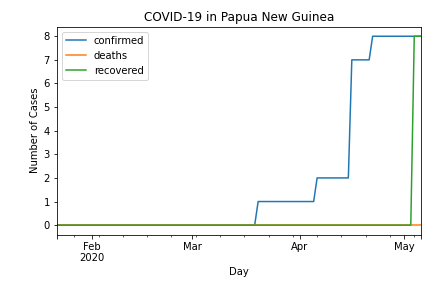 COVID-19 in Papua New Guinea
confirmed
deaths
recovered
Number of Cases
8
7
6
5
4
3
2
1
0
Feb
2020
Mar
Apr
May
Day